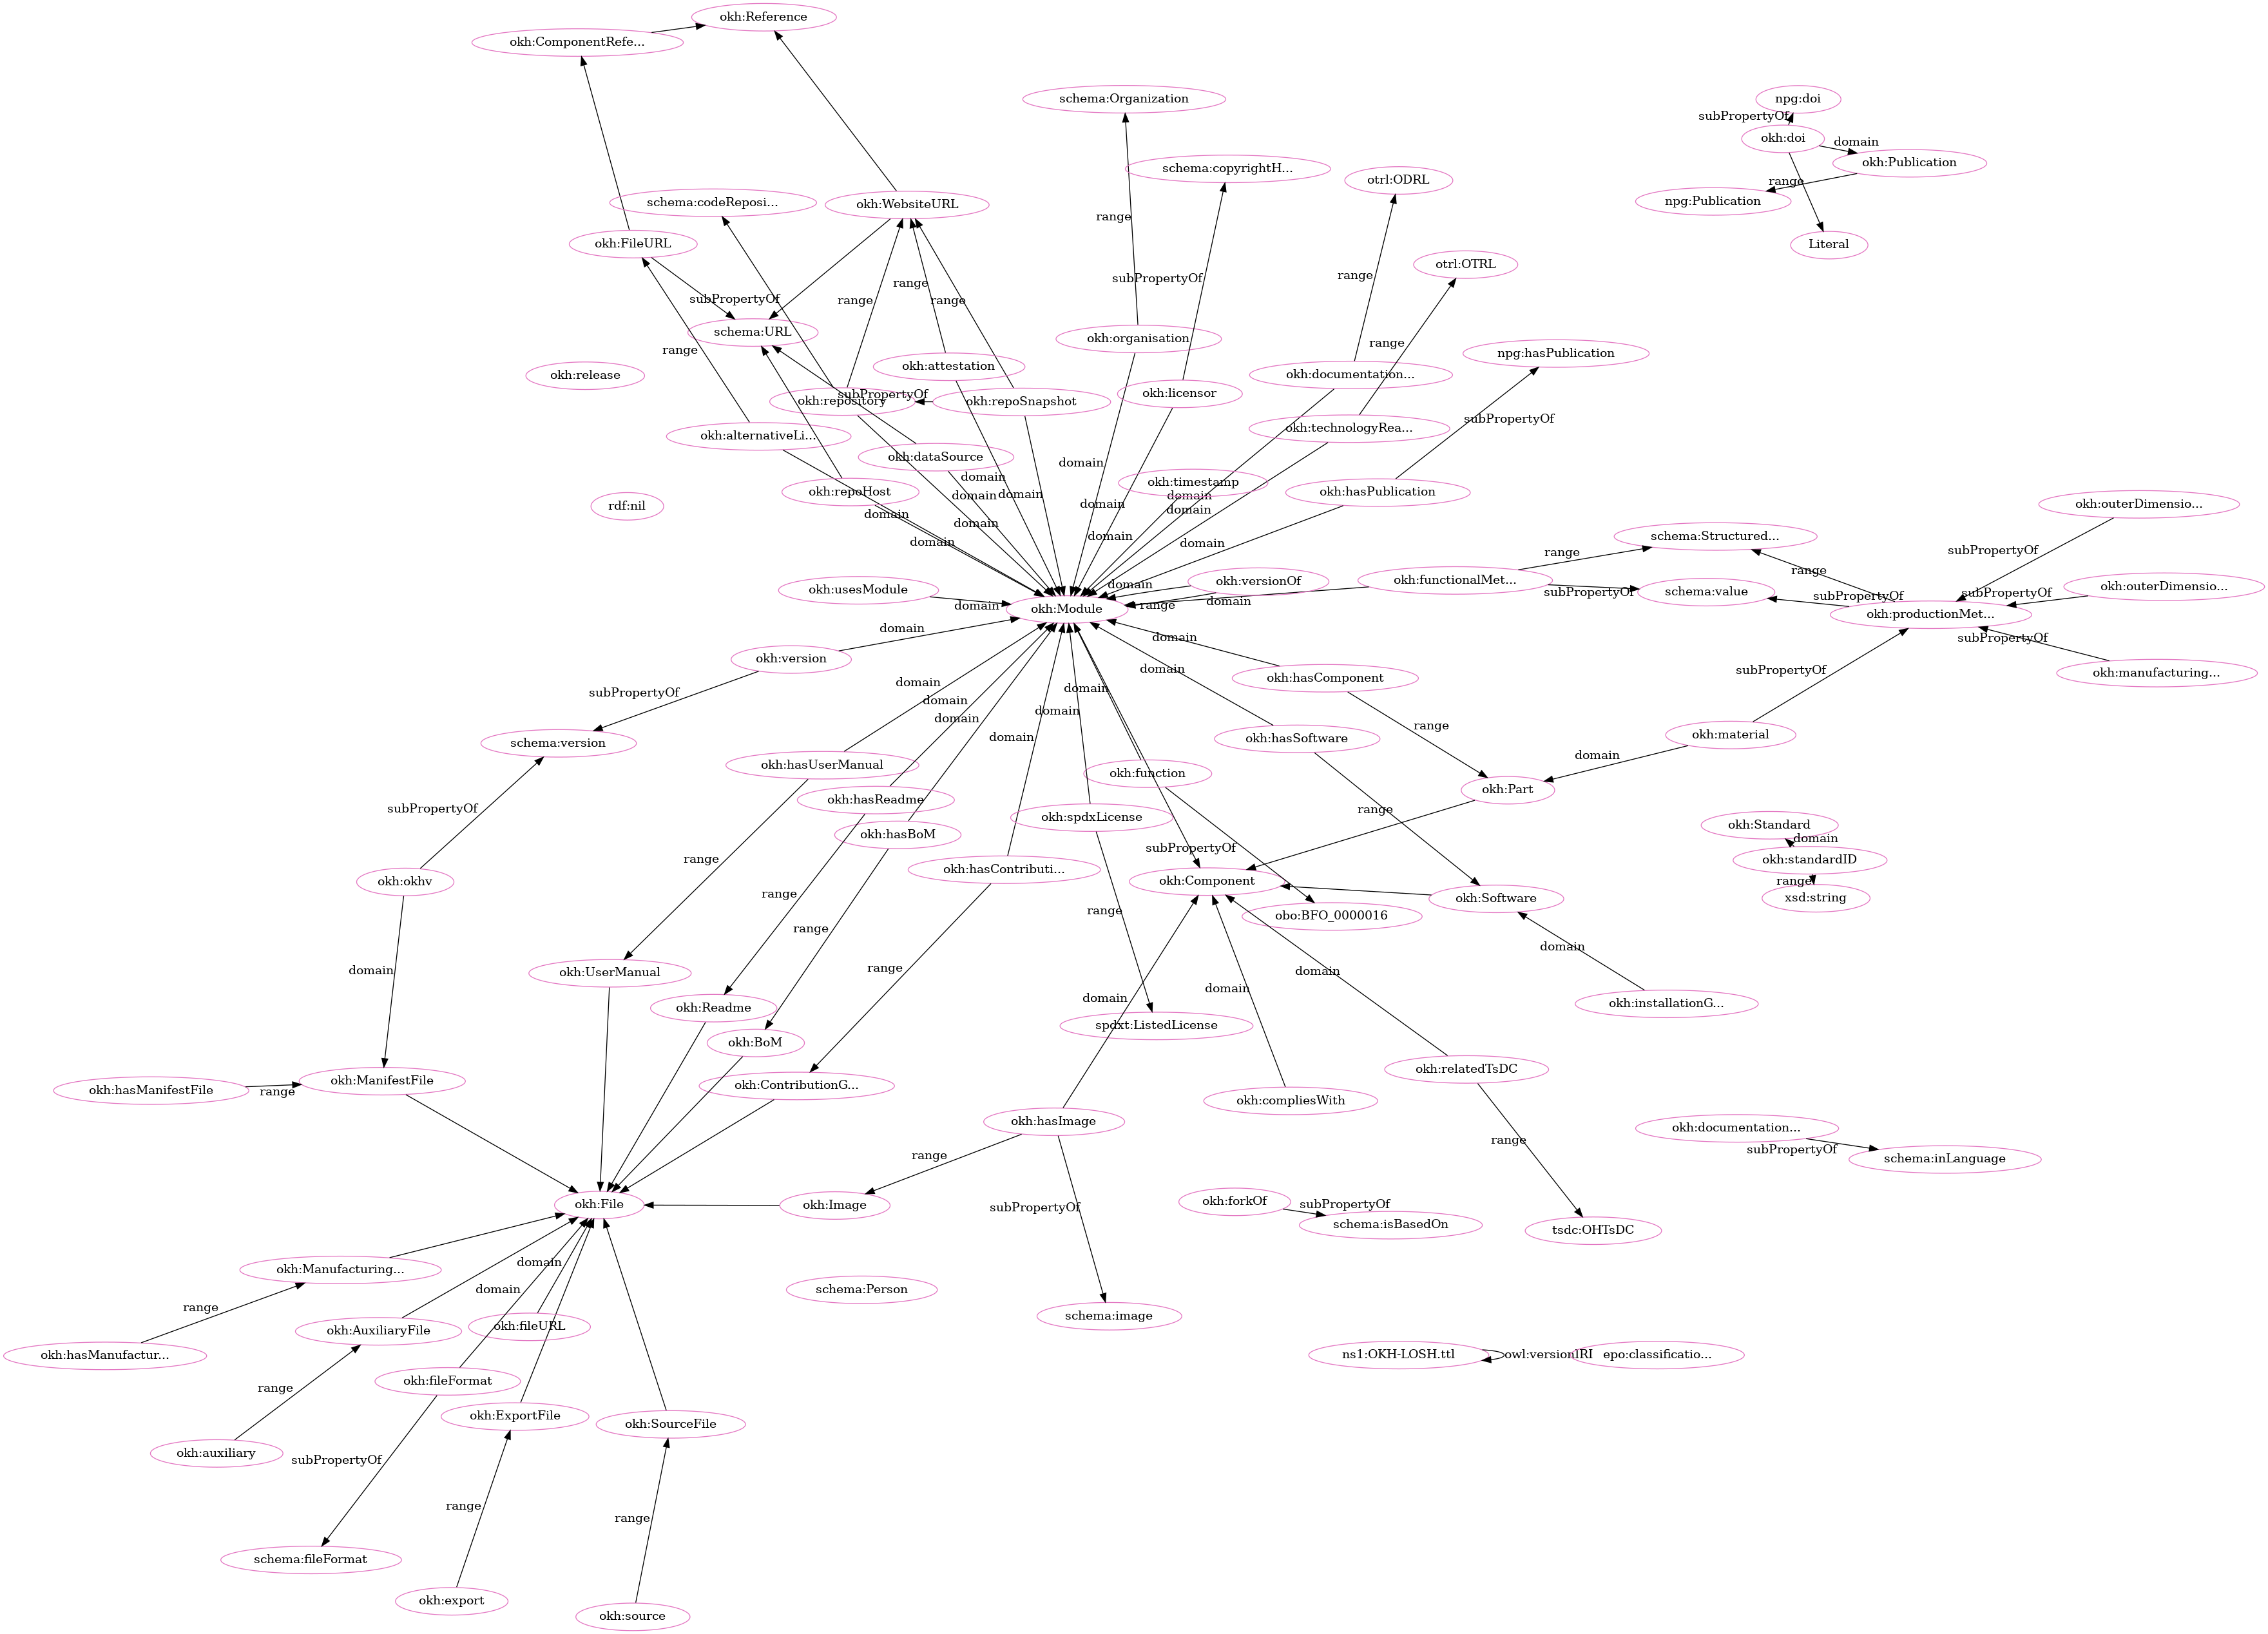 okh:Reference
okh:ComponentRefe...
schema:Organization
npg:doi
subPropertyOf
okh:doi
domain
okh:Publication
schema:copyrightH...
otrl:ODRL
range
npg:Publication
schema:codeReposi...
okh:WebsiteURL
range
okh:FileURL
Literal
otrl:OTRL
range
subPropertyOf
range
range
subPropertyOf
range
range
schema:URL
okh:organisation
range
range
npg:hasPublication
okh:release
okh:attestation
okh:documentation...
subPropertyOf
okh:licensor
okh:repository
okh:repoSnapshot
subPropertyOf
okh:technologyRea...
okh:alternativeLi...
okh:dataSource
domain
domain
okh:timestamp
okh:repoHost
okh:hasPublication
domain
domain
domain
domain
domain
domain
rdf:nil
okh:outerDimensio...
domain
domain
domain
domain
domain
schema:Structured...
subPropertyOf
range
range
okh:usesModule
domain
okh:versionOf
okh:functionalMet...
subPropertyOf
schema:value
subPropertyOf
subPropertyOf
okh:outerDimensio...
domain
okh:Module
range
domain
okh:productionMet...
domain
domain
subPropertyOf
okh:version
domain
subPropertyOf
okh:manufacturing...
domain
domain
domain
okh:hasComponent
subPropertyOf
domain
domain
domain
range
schema:version
okh:hasSoftware
okh:material
domain
okh:hasUserManual
okh:function
okh:Part
okh:hasReadme
subPropertyOf
okh:spdxLicense
range
okh:hasBoM
okh:Standard
domain
range
subPropertyOf
okh:standardID
okh:hasContributi...
okh:okhv
okh:Component
range
range
okh:Software
xsd:string
range
range
obo:BFO_0000016
domain
domain
range
okh:UserManual
domain
domain
okh:Readme
domain
okh:installationG...
spdxt:ListedLicense
okh:BoM
okh:relatedTsDC
okh:ManifestFile
okh:ContributionG...
okh:hasManifestFile
range
okh:compliesWith
okh:hasImage
okh:documentation...
range
range
subPropertyOf
schema:inLanguage
okh:File
okh:Image
subPropertyOf
okh:forkOf
subPropertyOf
schema:isBasedOn
tsdc:OHTsDC
domain
okh:Manufacturing...
domain
schema:Person
range
schema:image
okh:AuxiliaryFile
okh:fileURL
okh:hasManufactur...
ns1:OKH-LOSH.ttl
owl:versionIRI
epo:classificatio...
range
okh:fileFormat
okh:ExportFile
okh:SourceFile
okh:auxiliary
subPropertyOf
range
range
schema:fileFormat
okh:export
okh:source